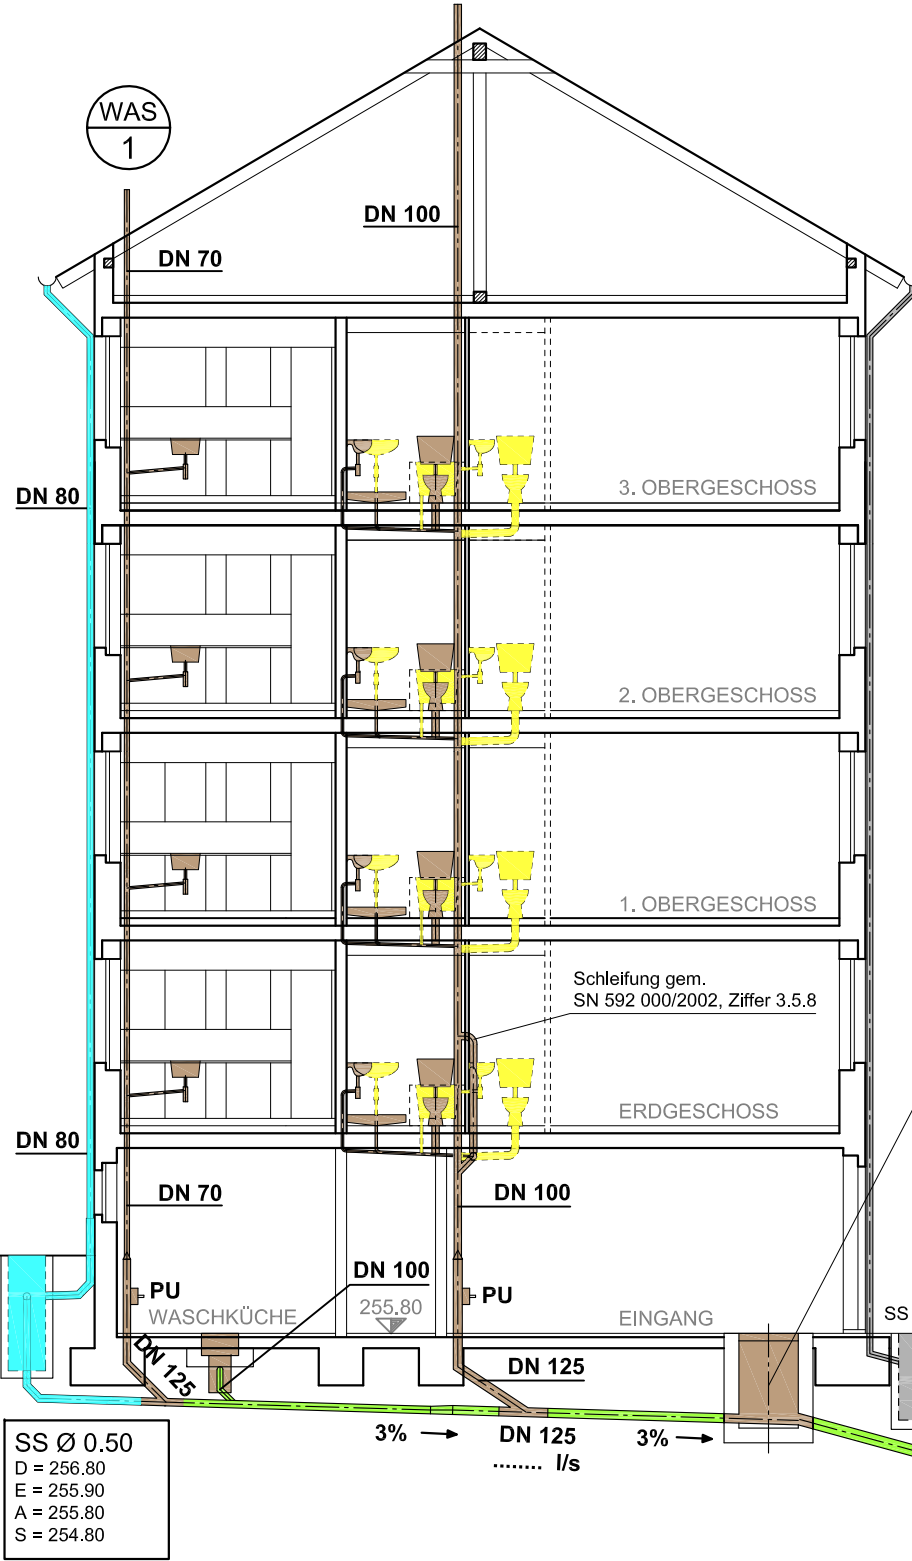 WAS
1
DN 100
DN 70
DN 80
3. OBERGESCHOSS
2. OBERGESCHOSS
1. OBERGESCHOSS
Schleifung gem.
SN 592 000/2002, Ziffer 3.5.8
ERDGESCHOSS
DN 80
DN 70
DN 100
DN 100
PU
PU
WASCHKÜCHE
255.80
EINGANG
SS
DN 125
DN 125
3%
DN 125
3%
........ l/s
SS Ø 0.50
D = 256.80
E = 255.90
A = 255.80
S = 254.80